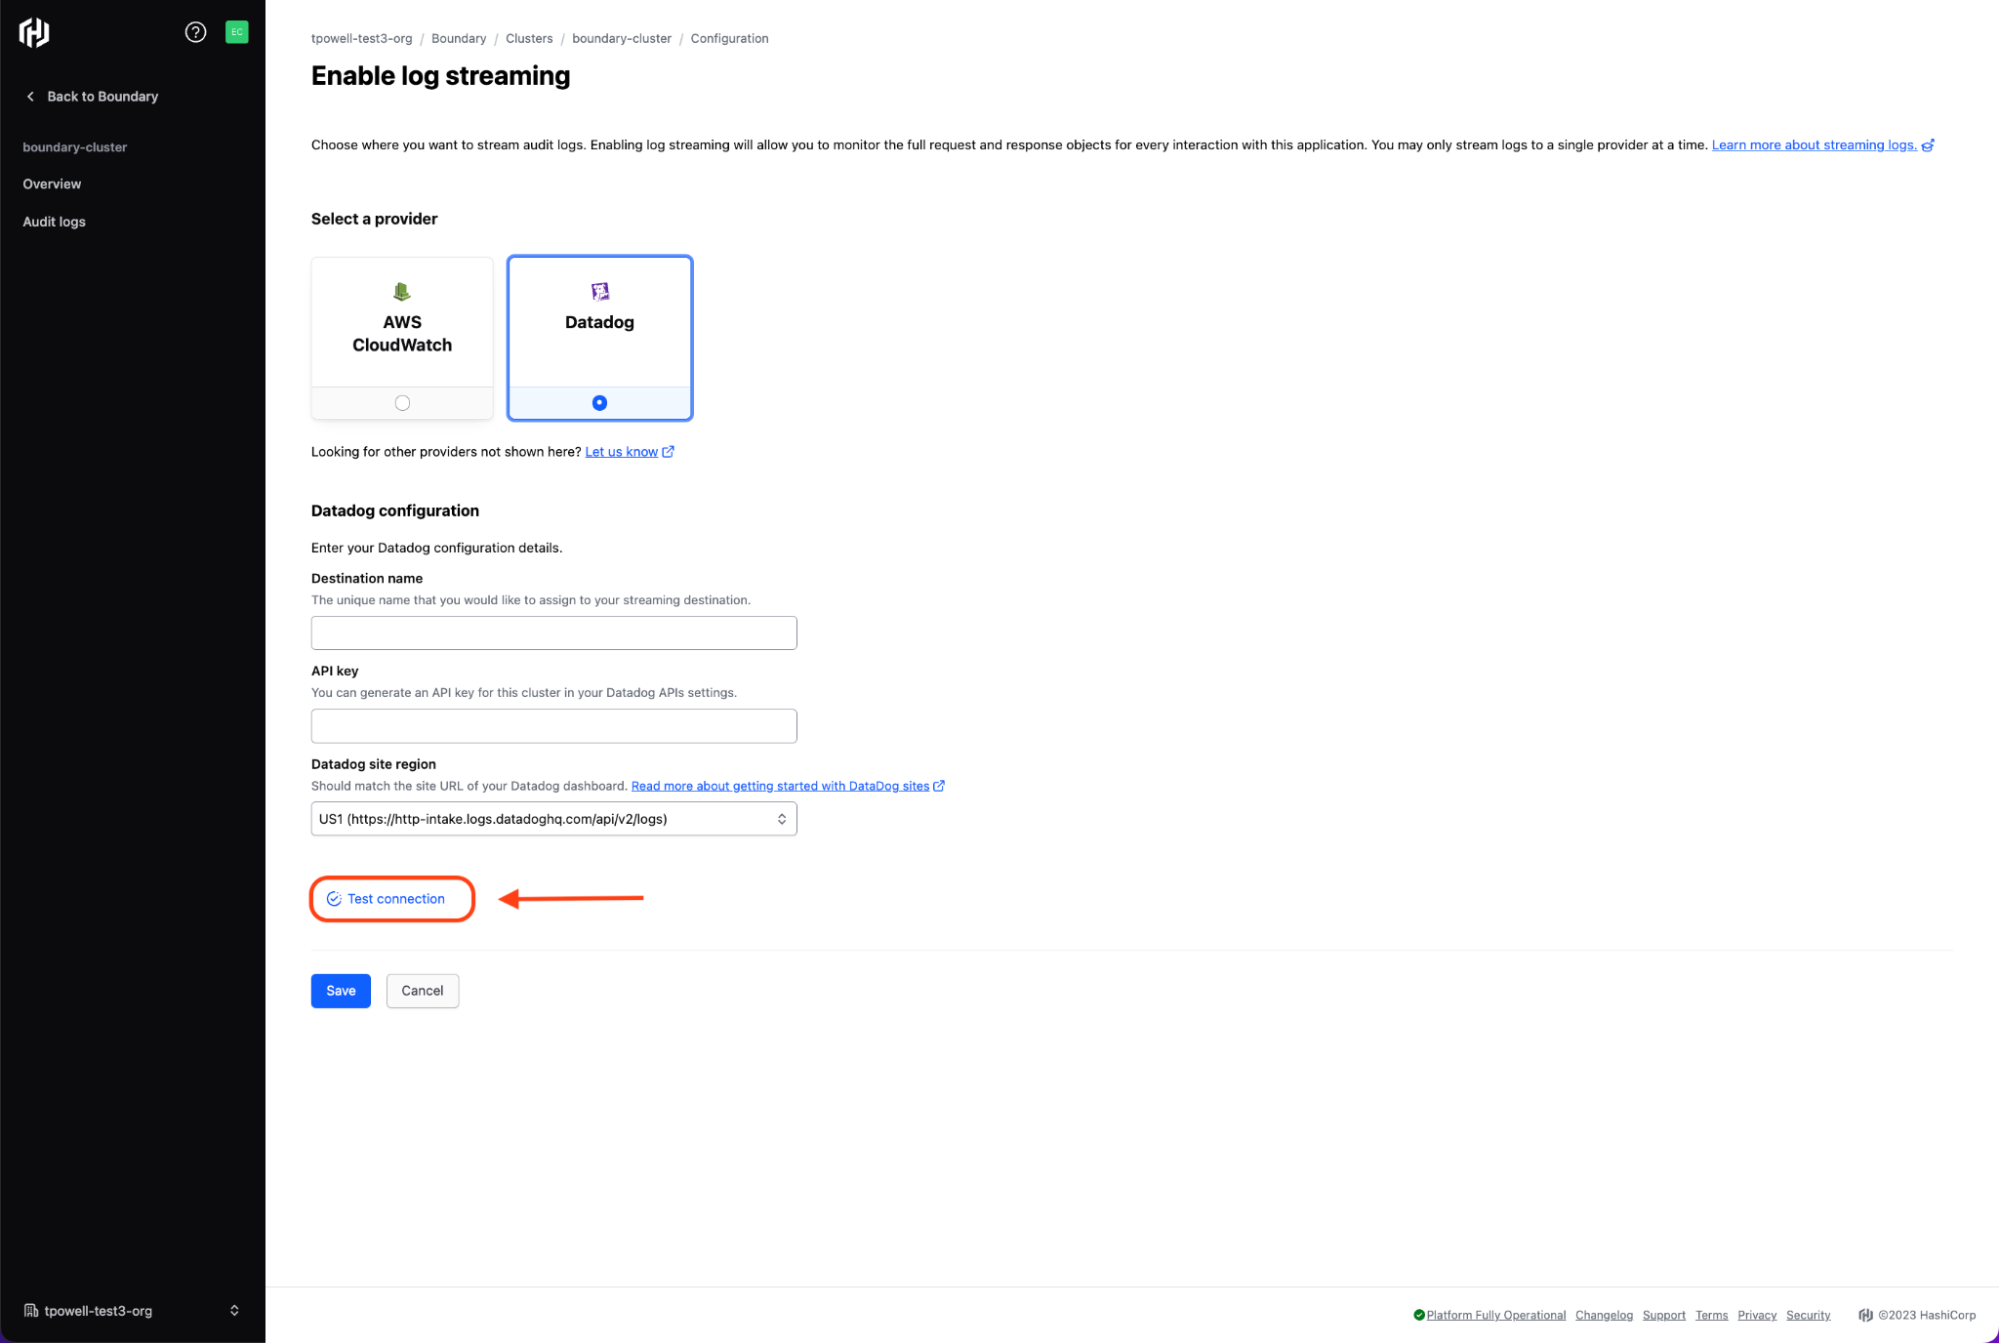 EC
Back to Boundary
boundary-cluster
Overview
Audit logs
tpowell-test3-org
tpowell-test3-org / Boundary / Clusters / boundary-cluster / Configuration
Enable log streaming
Choose where you want to stream audit logs. Enabling log streaming will allow you to monitor the full request and response objects for every interaction with this application. You may only stream logs to a single provider at a time. Learn more about streaming logs.
Select a provider
AWS
CloudWatch
Datadog
Looking for other providers not shown here? Let us know
Datadog configuration
Enter your Datadog configuration details.
Destination name
The unique name that you would like to assign to your streaming destination.
API key
You can generate an API key for this cluster in your Datadog APIs settings.
Datadog site region
Should match the site URL of your Datadog dashboard. Read more about getting started with DataDog sites
US1 (https://http-intake.logs.datadoghq.com/api/v2/logs)
Test connection
Save Cancel
Platform Fully Operational Changelog Support Terms Privacy Security ©2023 HashiCorp